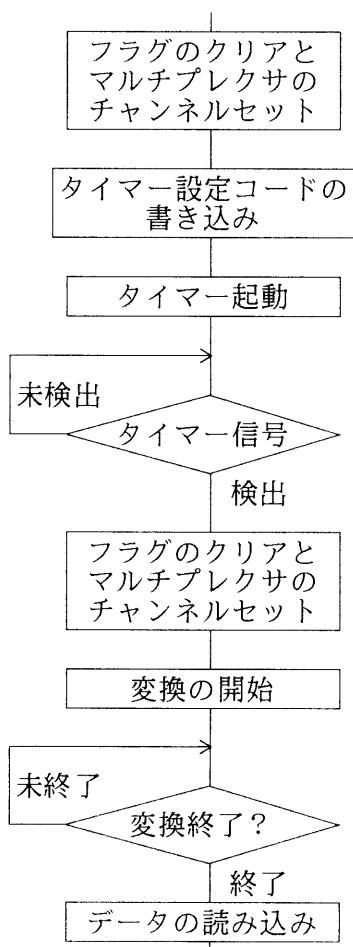 フラグのクリアと
マルチプレクサの
チャンネルセット
タイマー設定コードの
書き込み
タイマー起動
未検出
タイマー信号
検出
フラグのクリアと
マルチプレクサの
チャンネルセット
変換の開始
未終了
変換終了?
終了
データの読み込み